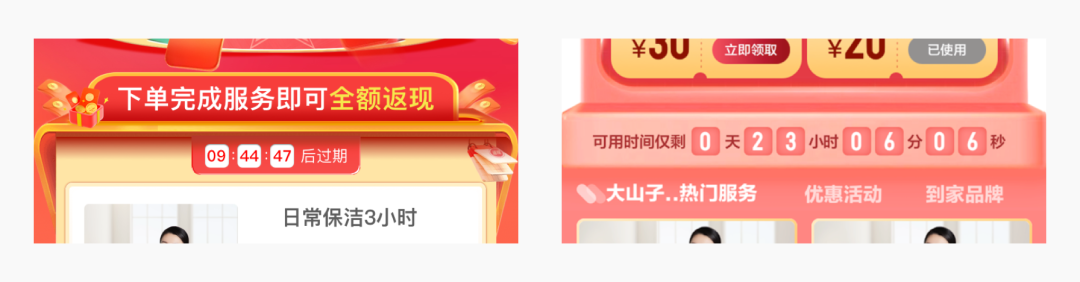 下单完成服务即可全额返现
09:44:47后过期
日常保洁3小时
¥30 立即领取 ¥20 已使用
可用时间仅剩0天23小时06分06秒
大山子..热门服务 优惠活动 到家品牌